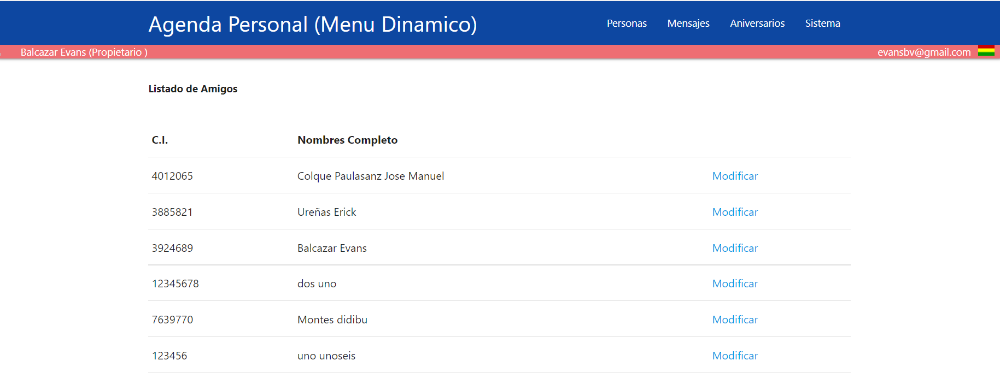 Agenda Personal (Menu Dinamico) Personas Mensajes Aniversarios Sistema
Balcazar Evans (Propietario ) evansbv@gmail.com
Listado de Amigos
C.I. Nombres Completo
4012065 Colque Paulasanz Jose Manuel Modificar
3885821 Ureñas Erick Modificar
3924689 Balcazar Evans Modificar
12345678 dos uno Modificar
7639770 Montes didibu Modificar
123456 uno unoseis Modificar